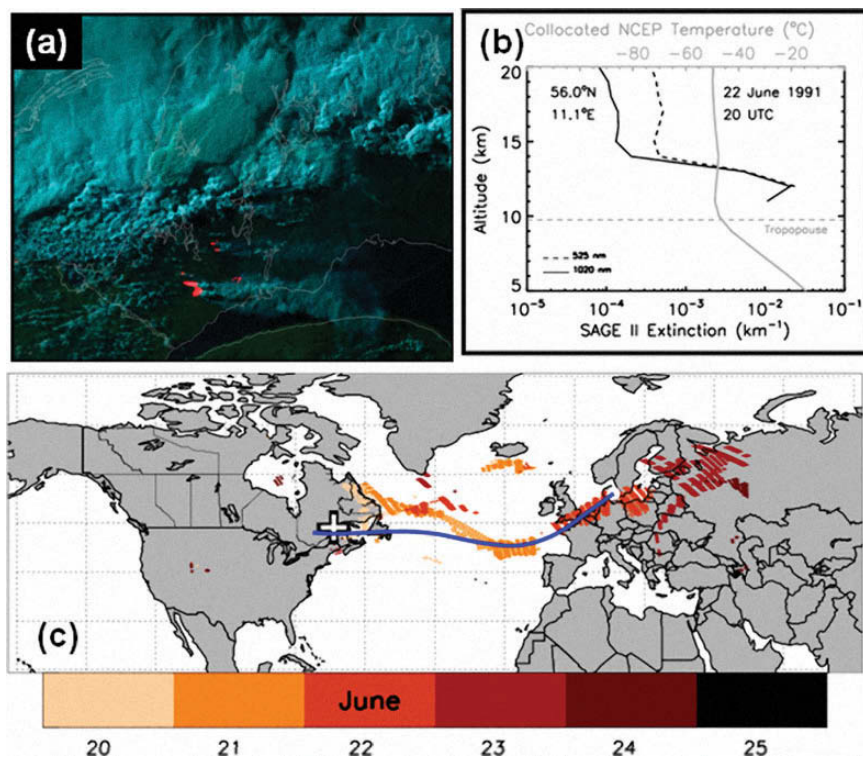 (a)
(b)
Collocated NCEP Temperature (°C)
-80 -60 -40 -20
20
15
10
5
Altitude (km)
56.0°N
11.1°E
22 June 1991
20 UTC
Tropopause
525 nm
1020 nm
10⁻⁵ 10⁻⁴ 10⁻³ 10⁻² 10⁻¹
SAGE II Extinction (km⁻¹)
(c)
June
20 21 22 23 24 25